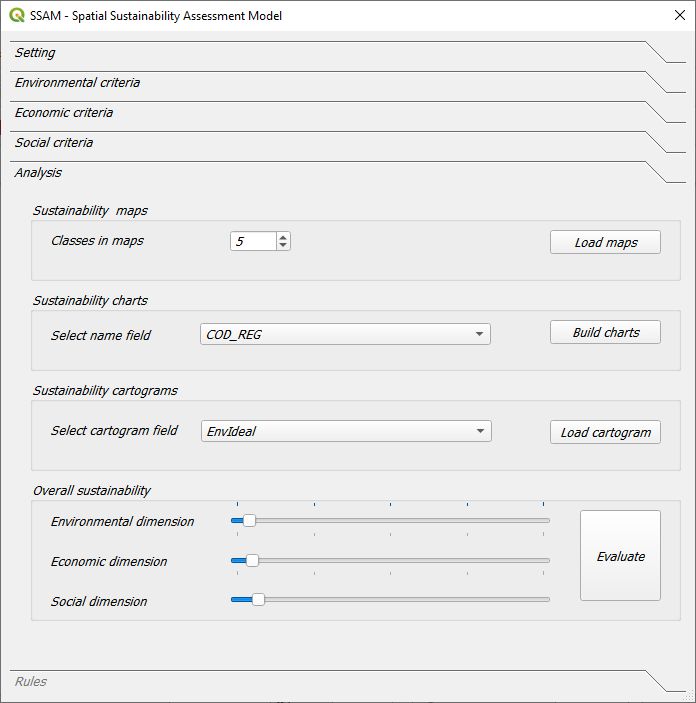 SSAM - Spatial Sustainability Assessment Model
Setting
Environmental criteria
Economic criteria
Social criteria
Analysis
Sustainability maps
Classes in maps 5 Load maps
Sustainability charts
Select name field COD_REG Build charts
Sustainability cartograms
Select cartogram field EnvIdeal Load cartogram
Overall sustainability
Environmental dimension
Economic dimension Evaluate
Social dimension
Rules